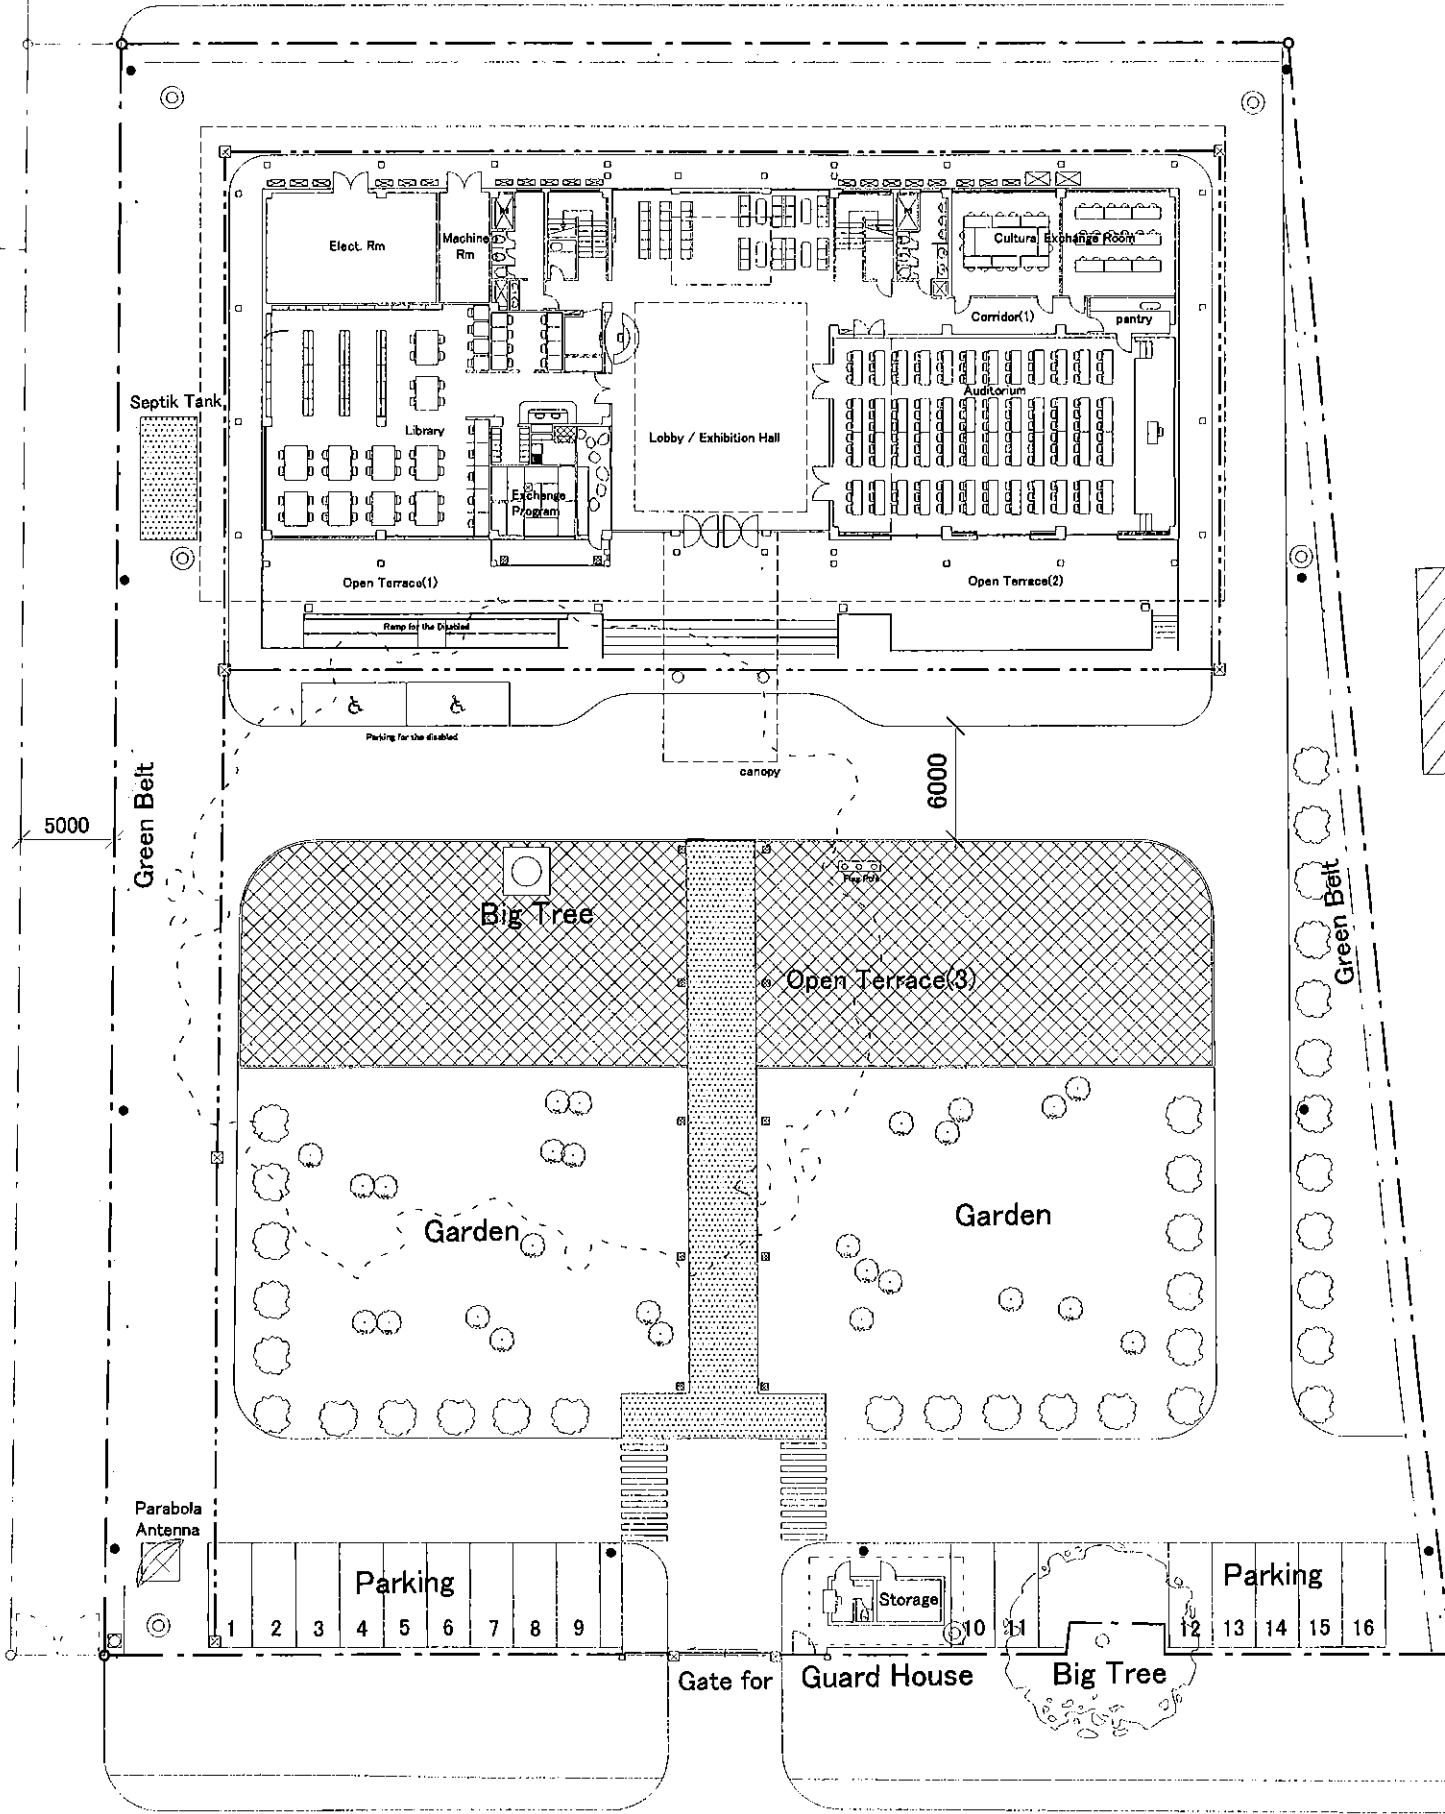 Elect. Rm
Machine
Rm
Cultural Exchange Room
Corridor(1)
pantry
Septik Tank
Library
Auditorium
Lobby / Exhibition Hall
Exchange
Program
Open Terrace(1)
Open Terrace(2)
Ramp for the Disabled
Parking for the disabled
canopy
6000
5000
Green Belt
Big Tree
Flag Pole
Open Terrace(3)
Green Belt
Garden
Garden
Parabola
Antenna
Parking
1 2 3 4 5 6 7 8 9
Storage
10 11
Parking
12 13 14 15 16
Gate for
Guard House
Big Tree